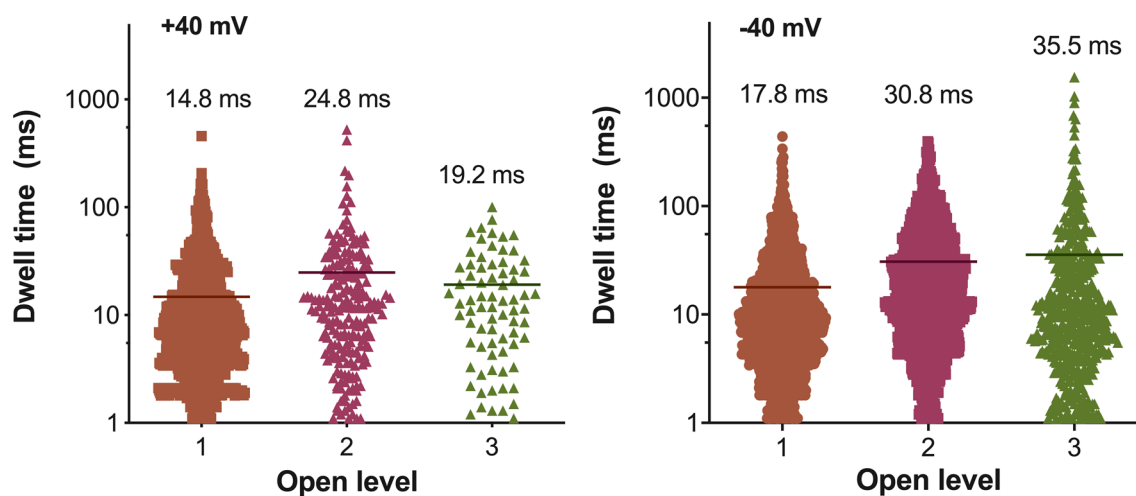 +40 mV
14.8 ms
24.8 ms
19.2 ms
Dwell time (ms)
1000
100
10
1
1
2
3
Open level
-40 mV
17.8 ms
30.8 ms
35.5 ms
Dwell time (ms)
1000
100
10
1
1
2
3
Open level